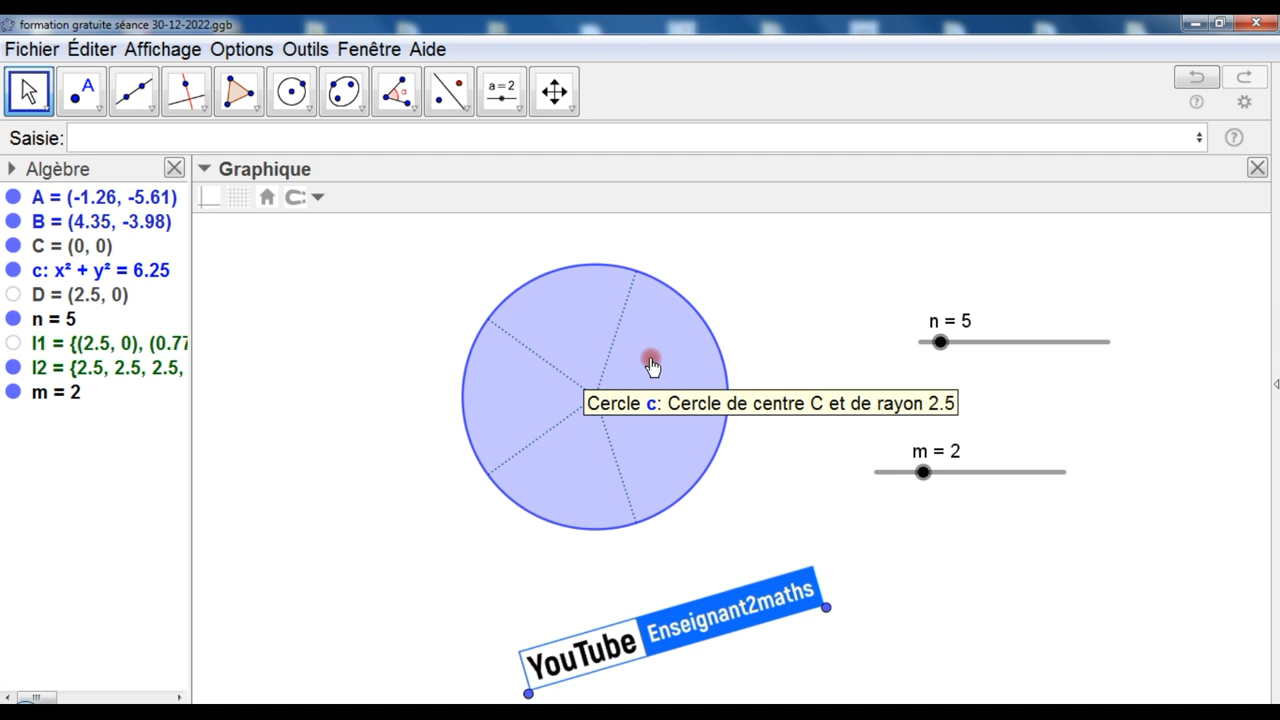 formation gratuite séance 30-12-2022.ggb
Fichier Éditer Affichage Options Outils Fenêtre Aide
A
α
a=2
Saisie:
Algèbre
Graphique
A = (-1.26, -5.61)
B = (4.35, -3.98)
C = (0, 0)
c: x² + y² = 6.25
D = (2.5, 0)
n = 5
l1 = {(2.5, 0), (0.77
l2 = {2.5, 2.5, 2.5,
m = 2
n = 5
Cercle c: Cercle de centre C et de rayon 2.5
m = 2
YouTube Enseignant2maths